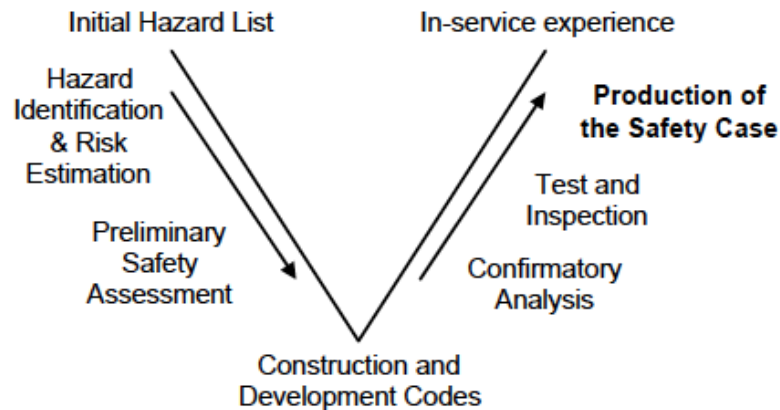 Initial Hazard List
In-service experience
Hazard
Identification
& Risk
Estimation
Production of
the Safety Case
Test and
Inspection
Preliminary
Safety
Assessment
Confirmatory
Analysis
Construction and
Development Codes